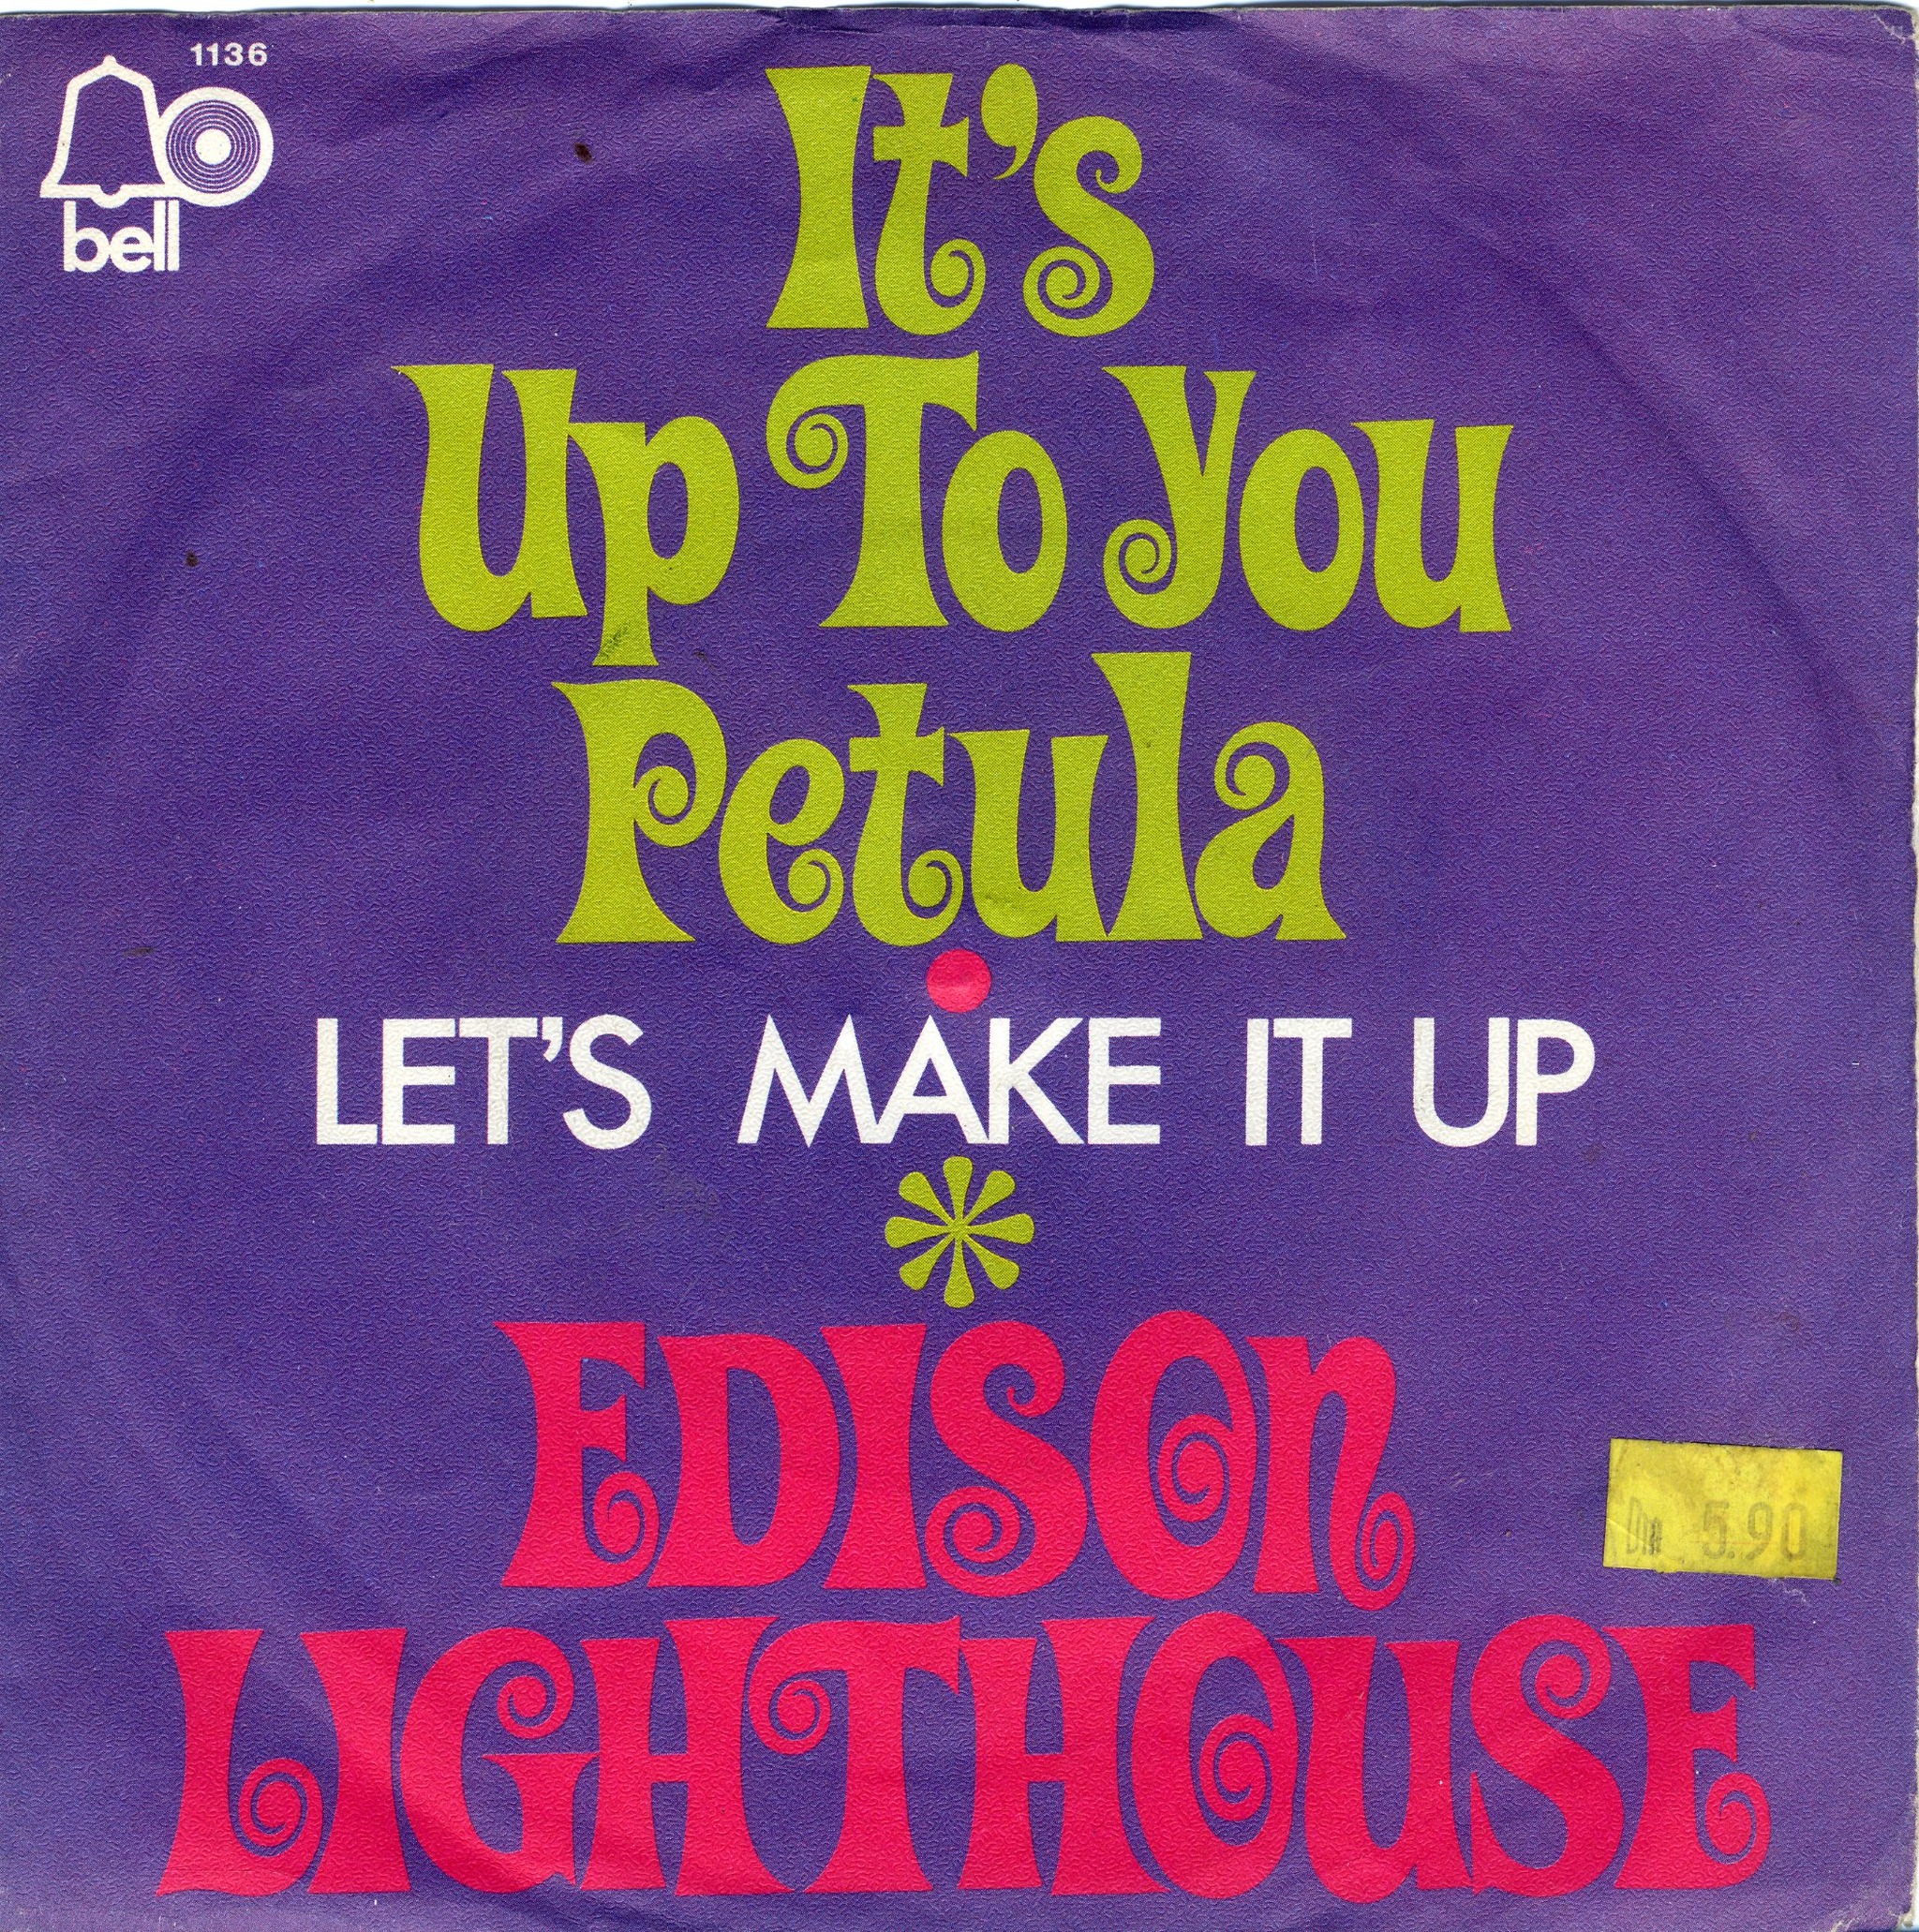 1136
bell
It's
Up To You
Petula
LET'S MAKE IT UP
EDISON
LIGHTHOUSE
Dm 5.90